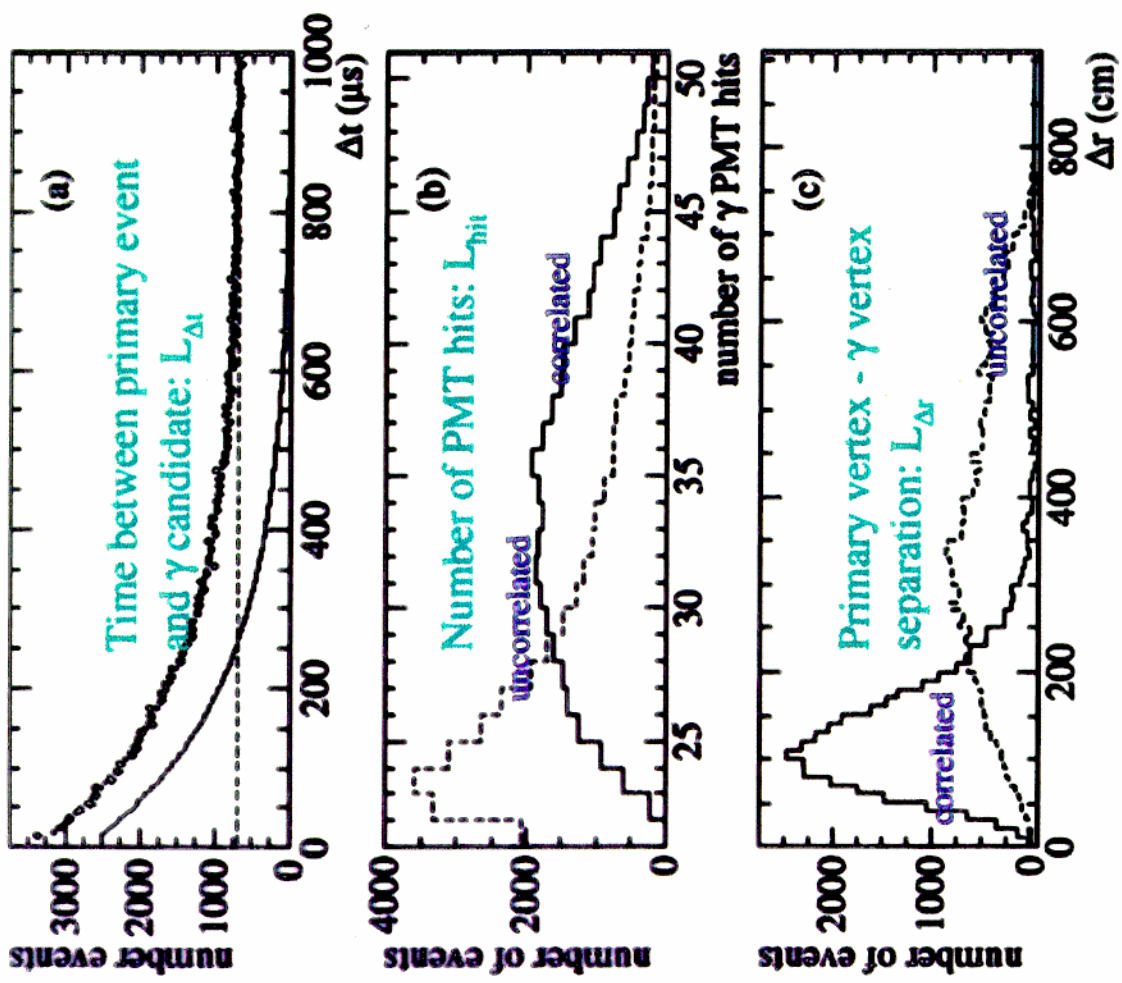 (a)
Time between primary event
and γ candidate: L Δt
number events
3000
2000
1000
0
0 200 400 600 800 1000
Δt (μs)
(b)
Number of PMT hits: L hit
uncorrelated
correlated
number of events
4000
2000
0
25 30 35 40 45 50
number of γ PMT hits
(c)
Primary vertex - γ vertex
separation: L Δr
correlated
uncorrelated
number of events
2000
1000
0
0 200 400 600 800
Δr (cm)